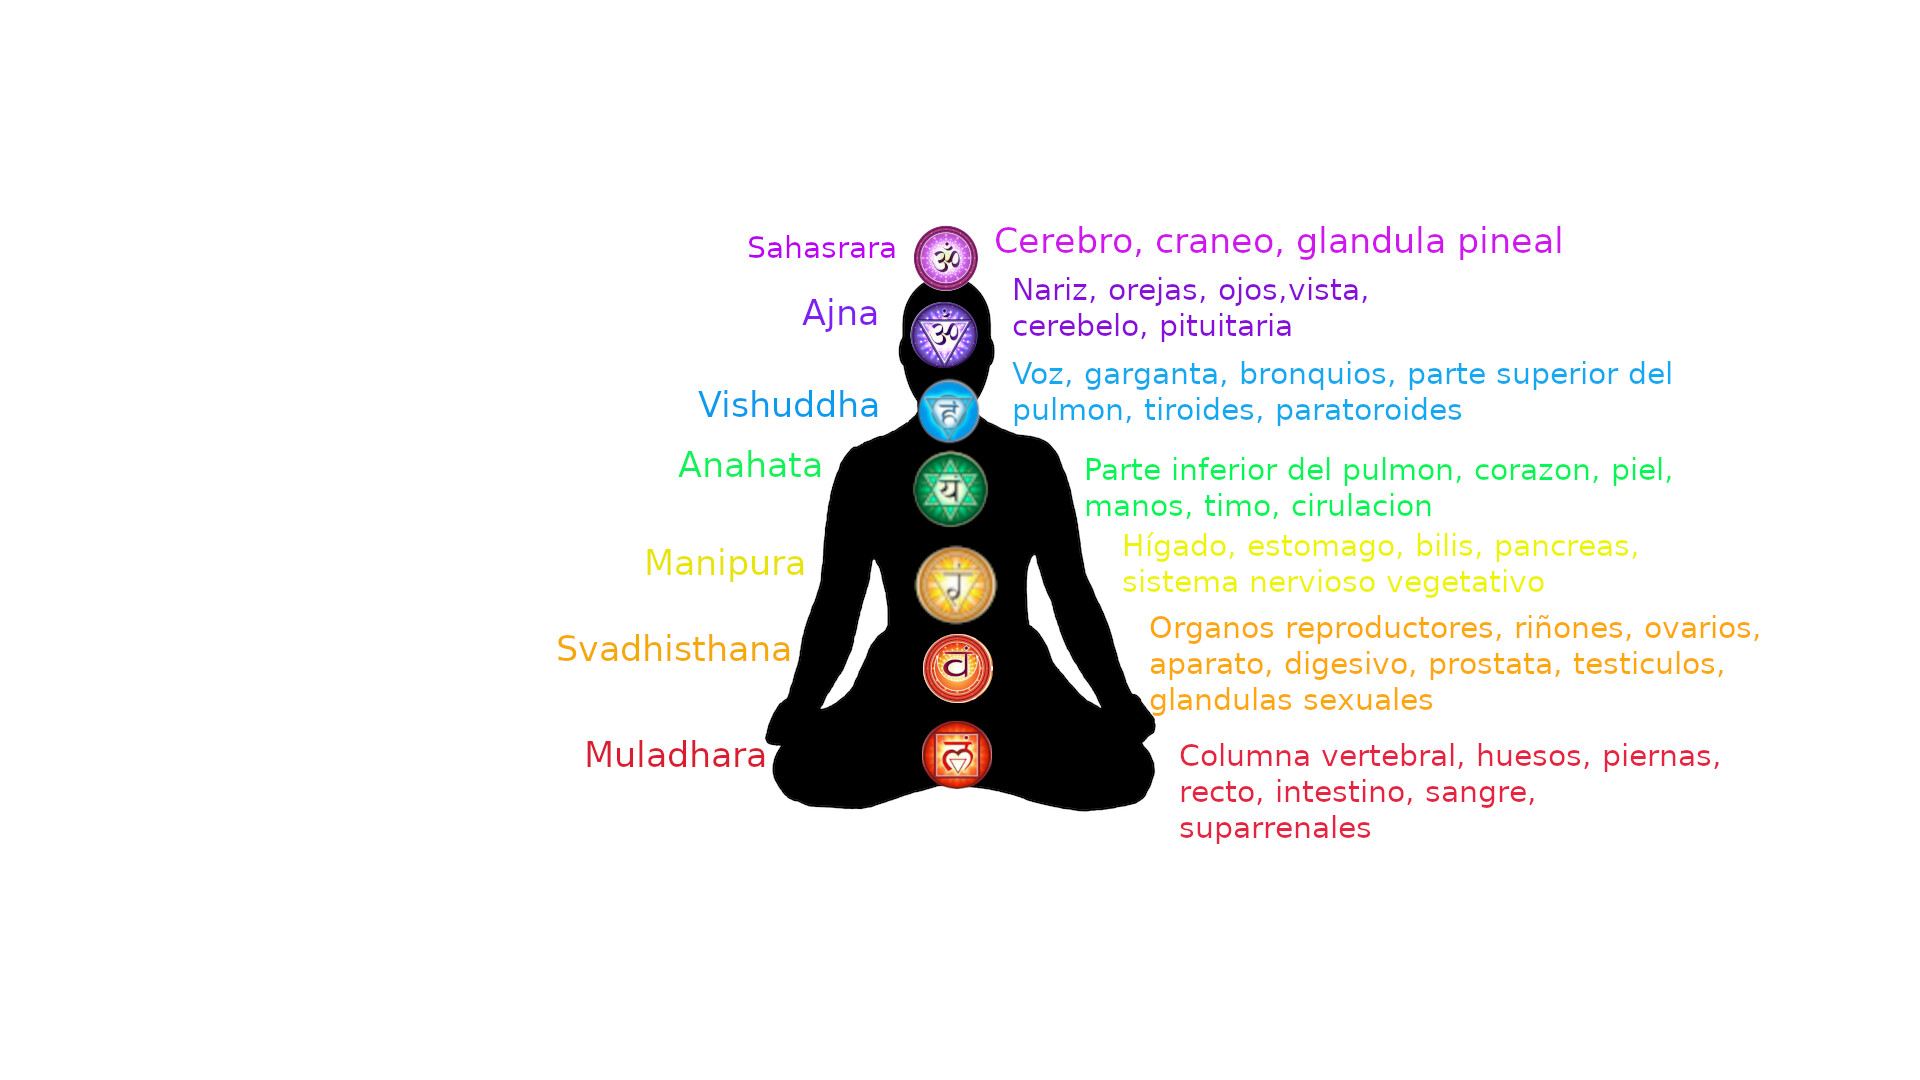 Sahasrara
ॐ
Cerebro, craneo, glandula pineal
Ajna
ॐ
Nariz, orejas, ojos,vista,
cerebelo, pituitaria
Vishuddha
हं
Voz, garganta, bronquios, parte superior del
pulmon, tiroides, paratoroides
Anahata
यं
Parte inferior del pulmon, corazon, piel,
manos, timo, cirulacion
Manipura
रं
Hígado, estomago, bilis, pancreas,
sistema nervioso vegetativo
Svadhisthana
वं
Organos reproductores, riñones, ovarios,
aparato, digesivo, prostata, testiculos,
glandulas sexuales
Muladhara
लं
Columna vertebral, huesos, piernas,
recto, intestino, sangre,
suparrenales